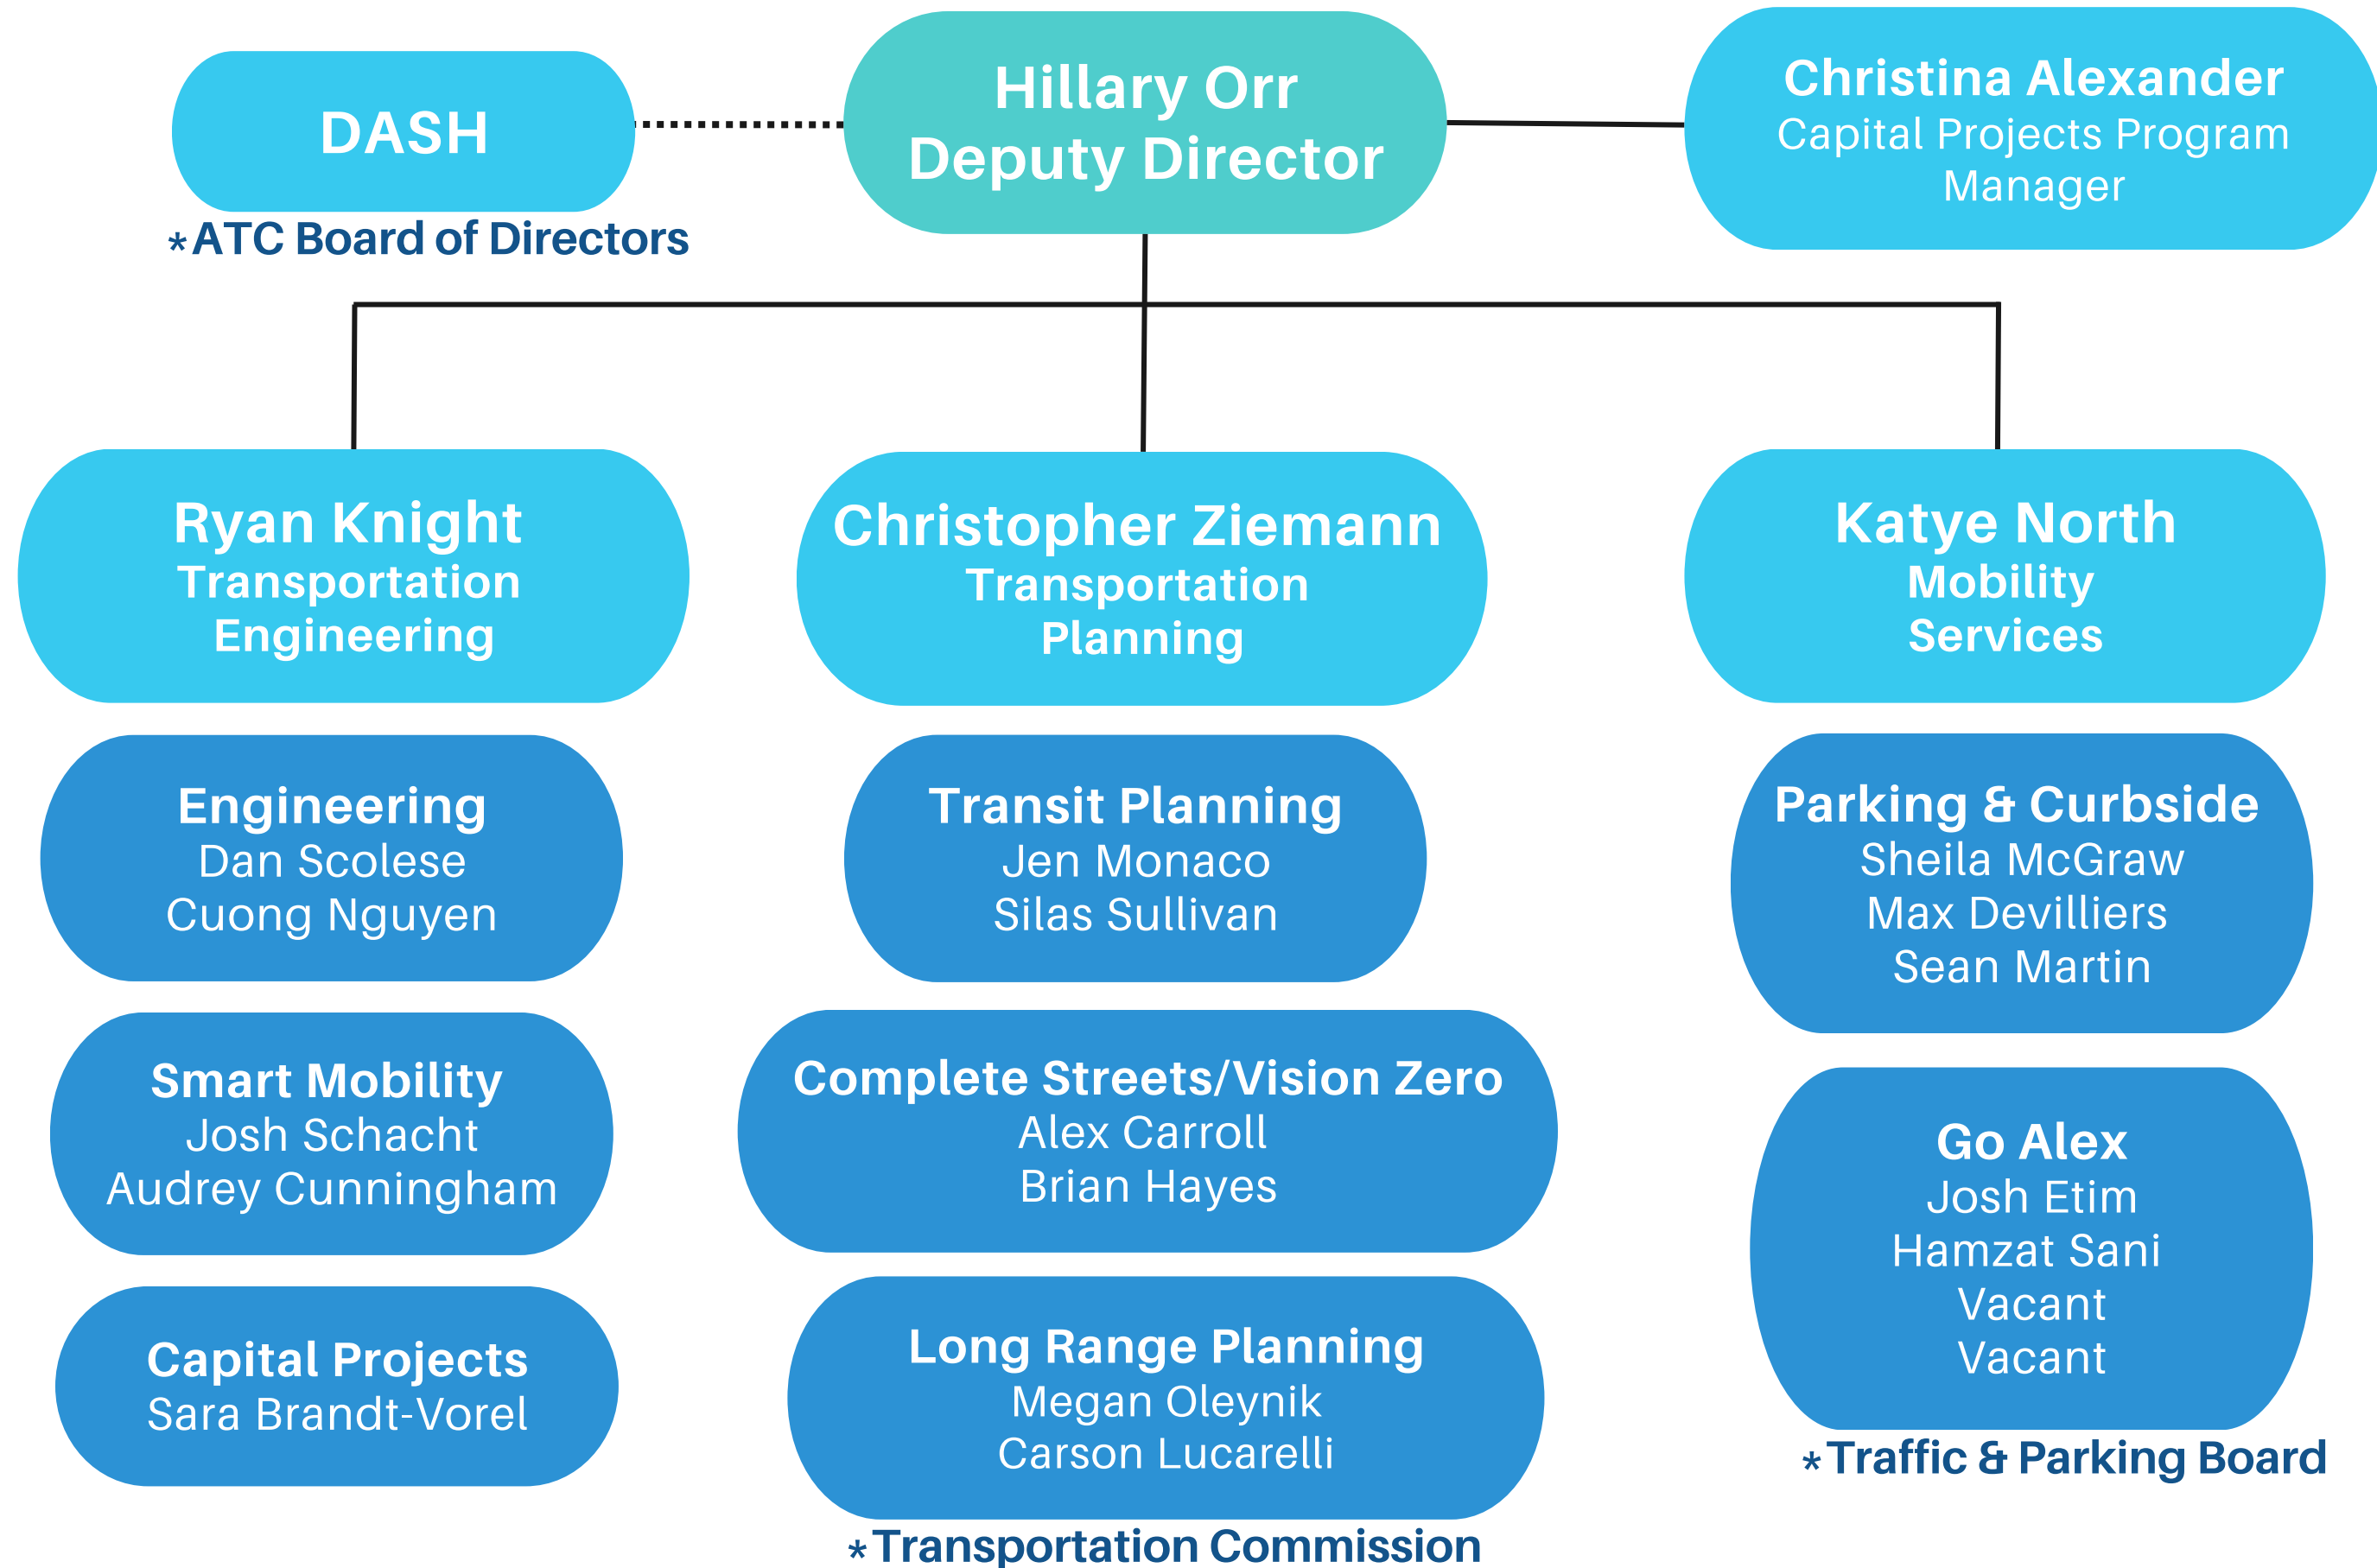 DASH
*ATC Board of Directors
Hillary Orr
Deputy Director
Christina Alexander
Capital Projects Program
Manager
Ryan Knight
Transportation
Engineering
Engineering
Dan Scolese
Cuong Nguyen
Smart Mobility
Josh Schacht
Audrey Cunningham
Capital Projects
Sara Brandt-Vorel
Christopher Ziemann
Transportation
Planning
Transit Planning
Jen Monaco
Silas Sullivan
Complete Streets/Vision Zero
Alex Carroll
Brian Hayes
Long Range Planning
Megan Oleynik
Carson Lucarelli
*Transportation Commission
Katye North
Mobility
Services
Parking & Curbside
Sheila McGraw
Max Devilliers
Sean Martin
Go Alex
Josh Etim
Hamzat Sani
Vacant
Vacant
*Traffic & Parking Board